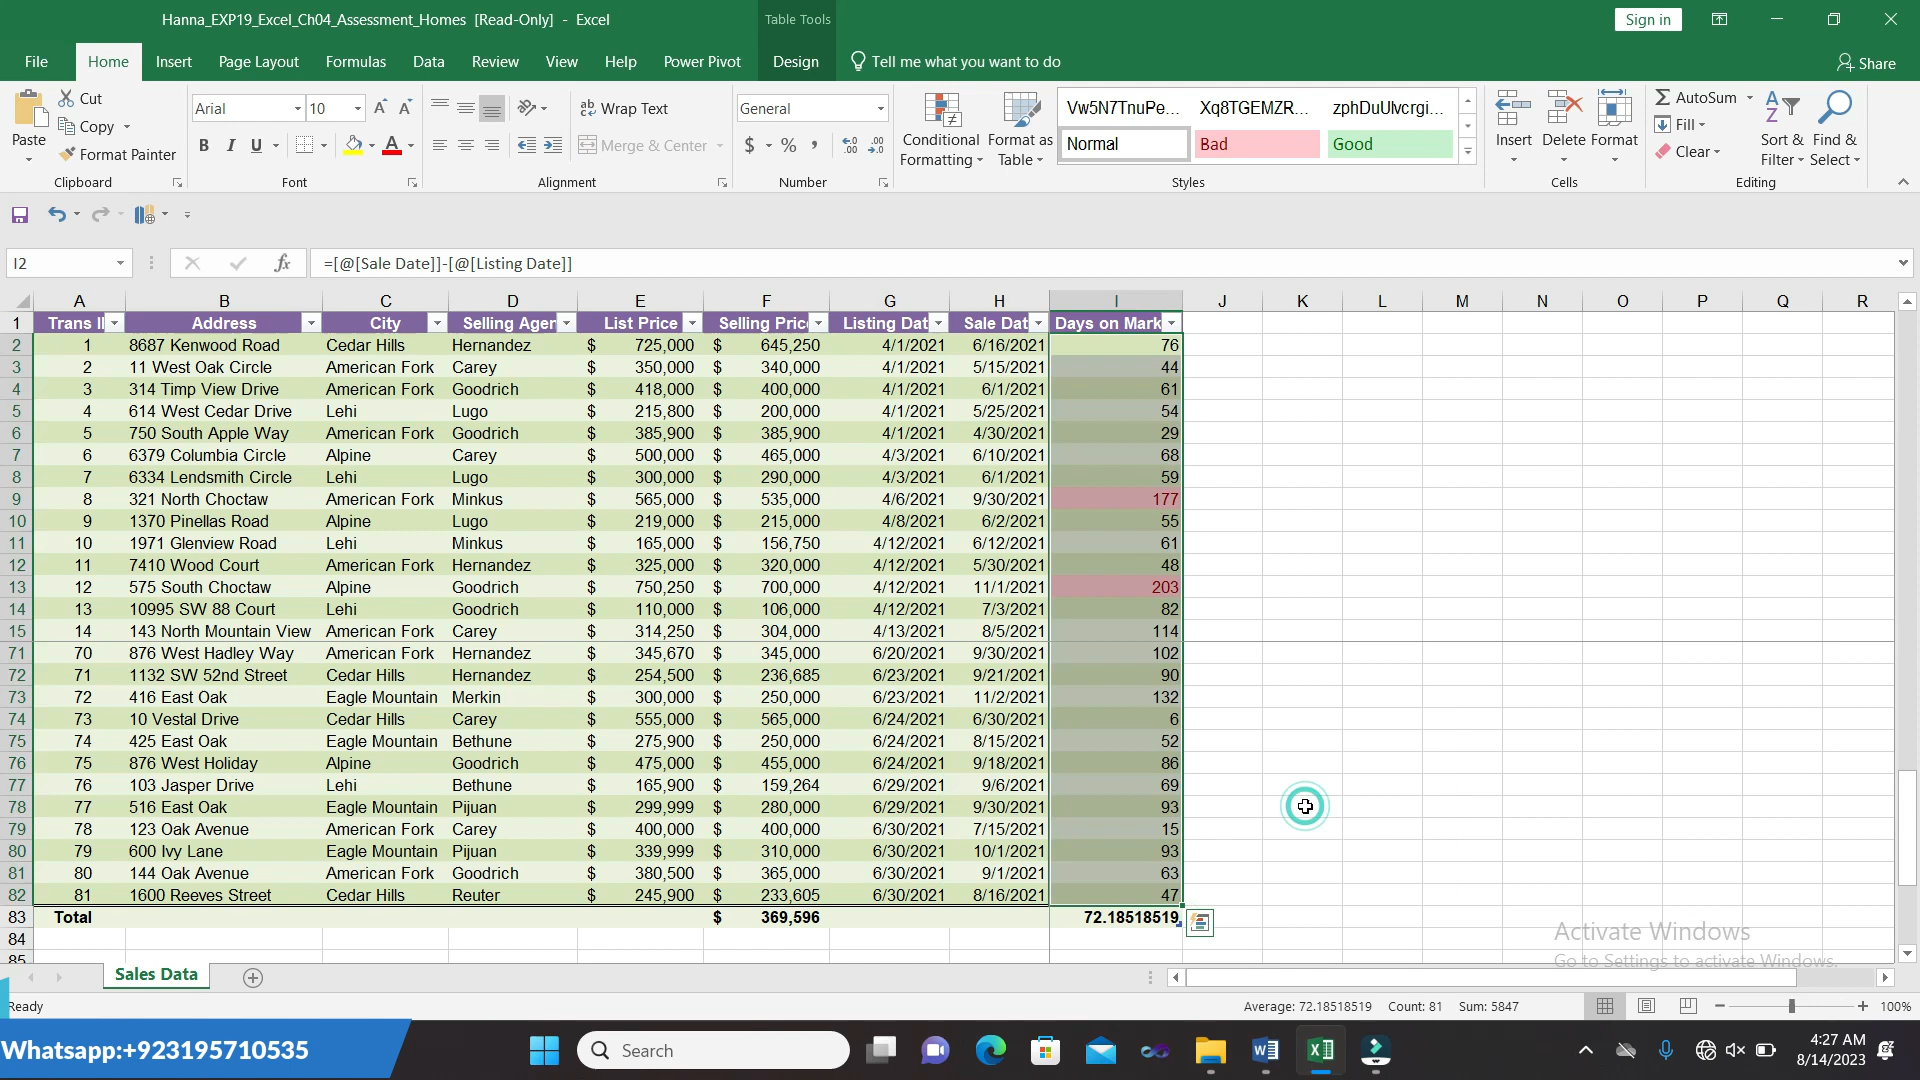 Hanna_EXP19_Excel_Ch04_Assessment_Homes [Read-Only] - Excel
Table Tools
Sign in
File Home Insert Page Layout Formulas Data Review View Help Power Pivot Design Tell me what you want to do Share
Paste
Cut
Copy
Format Painter
Clipboard
Arial 10
B I U
Font
Wrap Text
Merge & Center
Alignment
General
$ % ,
Number
Conditional Formatting
Format as Table
Vw5N7TnuPe... Xq8TGEMZR... zphDuUlvcrgi...
Normal Bad Good
Styles
Insert Delete Format
Cells
AutoSum
Fill
Clear
Sort & Filter
Find & Select
Editing
I2 fx =[@[Sale Date]]-[@[Listing Date]]
A B C D E F G H I J K L M N O P Q R
1 Trans I Address City Selling Agen List Price Selling Pric Listing Dat Sale Dat Days on Mark
2 1 8687 Kenwood Road Cedar Hills Hernandez $ 725,000 $ 645,250 4/1/2021 6/16/2021 76
3 2 11 West Oak Circle American Fork Carey $ 350,000 $ 340,000 4/1/2021 5/15/2021 44
4 3 314 Timp View Drive American Fork Goodrich $ 418,000 $ 400,000 4/1/2021 6/1/2021 61
5 4 614 West Cedar Drive Lehi Lugo $ 215,800 $ 200,000 4/1/2021 5/25/2021 54
6 5 750 South Apple Way American Fork Goodrich $ 385,900 $ 385,900 4/1/2021 4/30/2021 29
7 6 6379 Columbia Circle Alpine Carey $ 500,000 $ 465,000 4/3/2021 6/10/2021 68
8 7 6334 Lendsmith Circle Lehi Lugo $ 300,000 $ 290,000 4/3/2021 6/1/2021 59
9 8 321 North Choctaw American Fork Minkus $ 565,000 $ 535,000 4/6/2021 9/30/2021 177
10 9 1370 Pinellas Road Alpine Lugo $ 219,000 $ 215,000 4/8/2021 6/2/2021 55
11 10 1971 Glenview Road Lehi Minkus $ 165,000 $ 156,750 4/12/2021 6/12/2021 61
12 11 7410 Wood Court American Fork Hernandez $ 325,000 $ 320,000 4/12/2021 5/30/2021 48
13 12 575 South Choctaw Alpine Goodrich $ 750,250 $ 700,000 4/12/2021 11/1/2021 203
14 13 10995 SW 88 Court Lehi Goodrich $ 110,000 $ 106,000 4/12/2021 7/3/2021 82
15 14 143 North Mountain View American Fork Carey $ 314,250 $ 304,000 4/13/2021 8/5/2021 114
71 70 876 West Hadley Way American Fork Hernandez $ 345,670 $ 345,000 6/20/2021 9/30/2021 102
72 71 1132 SW 52nd Street Cedar Hills Hernandez $ 254,500 $ 236,685 6/23/2021 9/21/2021 90
73 72 416 East Oak Eagle Mountain Merkin $ 300,000 $ 250,000 6/23/2021 11/2/2021 132
74 73 10 Vestal Drive Cedar Hills Carey $ 555,000 $ 565,000 6/24/2021 6/30/2021 6
75 74 425 East Oak Eagle Mountain Bethune $ 275,900 $ 250,000 6/24/2021 8/15/2021 52
76 75 876 West Holiday Alpine Goodrich $ 475,000 $ 455,000 6/24/2021 9/18/2021 86
77 76 103 Jasper Drive Lehi Bethune $ 165,900 $ 159,264 6/29/2021 9/6/2021 69
78 77 516 East Oak Eagle Mountain Pijuan $ 299,999 $ 280,000 6/29/2021 9/30/2021 93
79 78 123 Oak Avenue American Fork Carey $ 400,000 $ 400,000 6/30/2021 7/15/2021 15
80 79 600 Ivy Lane Eagle Mountain Pijuan $ 339,999 $ 310,000 6/30/2021 10/1/2021 93
81 80 144 Oak Avenue American Fork Goodrich $ 380,500 $ 365,000 6/30/2021 9/1/2021 63
82 81 1600 Reeves Street Cedar Hills Reuter $ 245,900 $ 233,605 6/30/2021 8/16/2021 47
83 Total $ 369,596 72.18518519
84
85
Activate Windows
Go to Settings to activate Windows.
Sales Data
Ready
Average: 72.18518519 Count: 81 Sum: 5847
100%
Whatsapp:+923195710535
Search
4:27 AM
8/14/2023